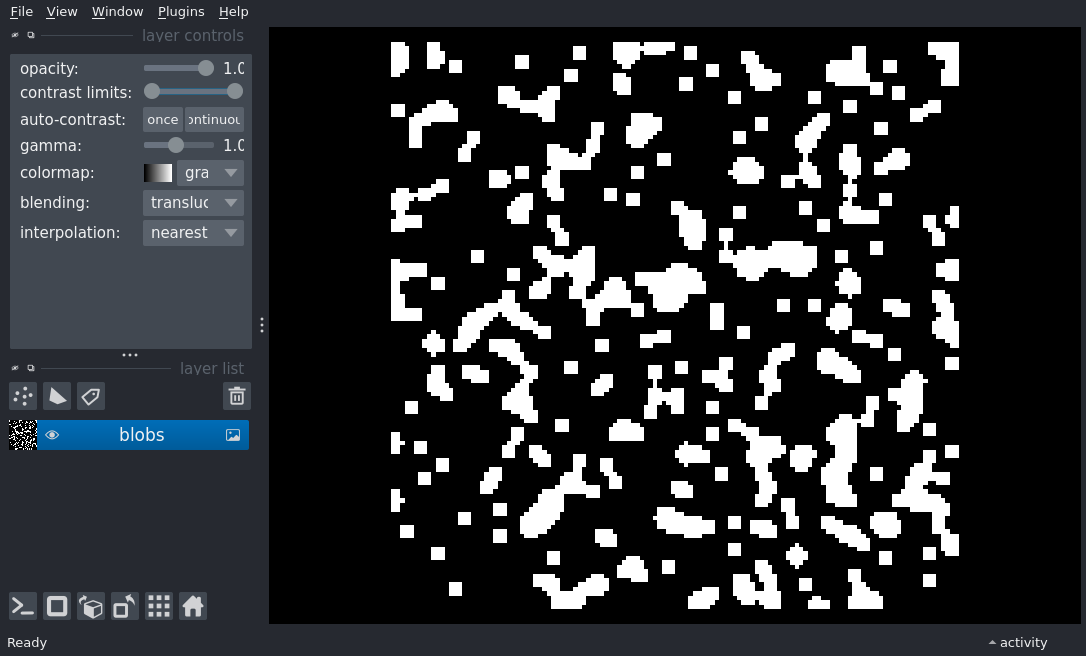 File View Window Plugins Help
layer controls
opacity: 1.0
contrast limits:
auto-contrast: once ontinuou
gamma: 1.0
colormap: gra
blending: transluc
interpolation: nearest
layer list
blobs
Ready
activity